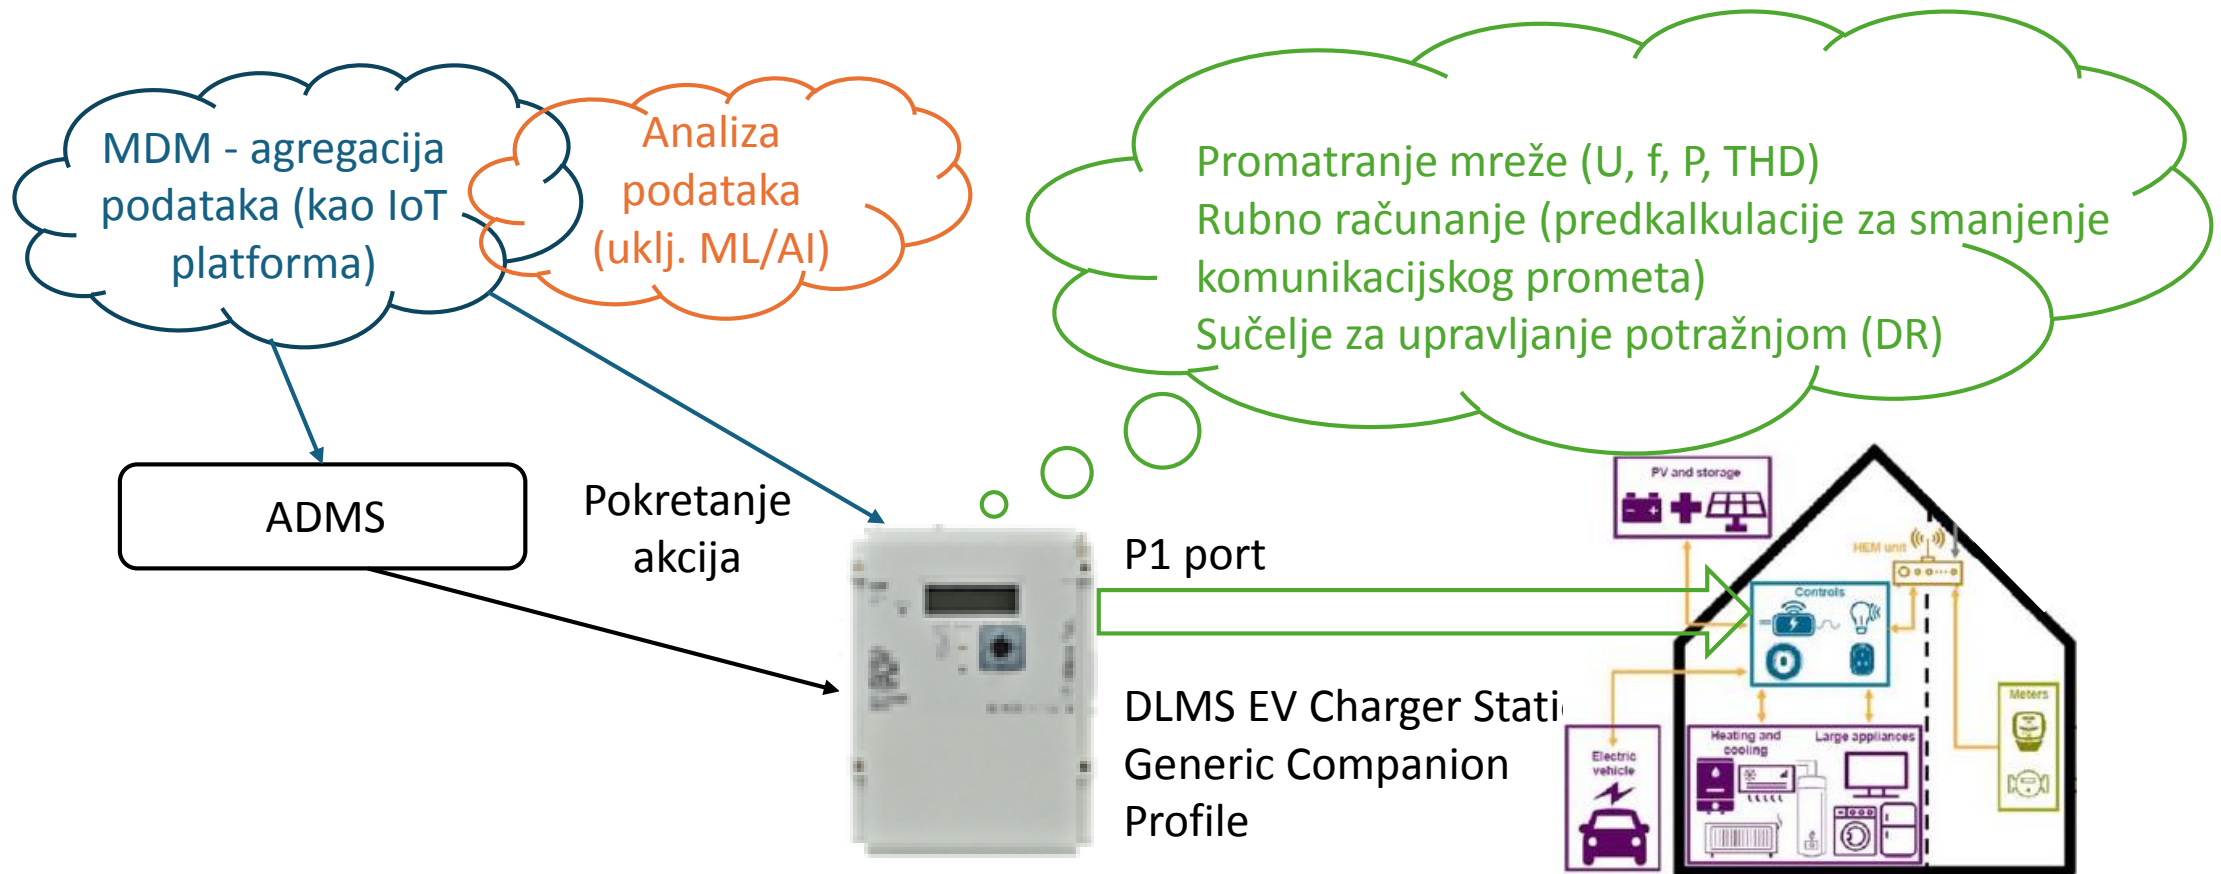 MDM - agregacija
podataka (kao IoT
platforma)
Analiza
podataka
(uklj. ML/AI)
Promatranje mreže (U, f, P, THD)
Rubno računanje (predkalkulacije za smanjenje
komunikacijskog prometa)
Sučelje za upravljanje potražnjom (DR)
ADMS
Pokretanje
akcija
P1 port
DLMS EV Charger
Generic Companion
Profile
PV and storage
HEM unit
Controls
Meters
Electric
vehicle
Heating and
cooling
Large appliances